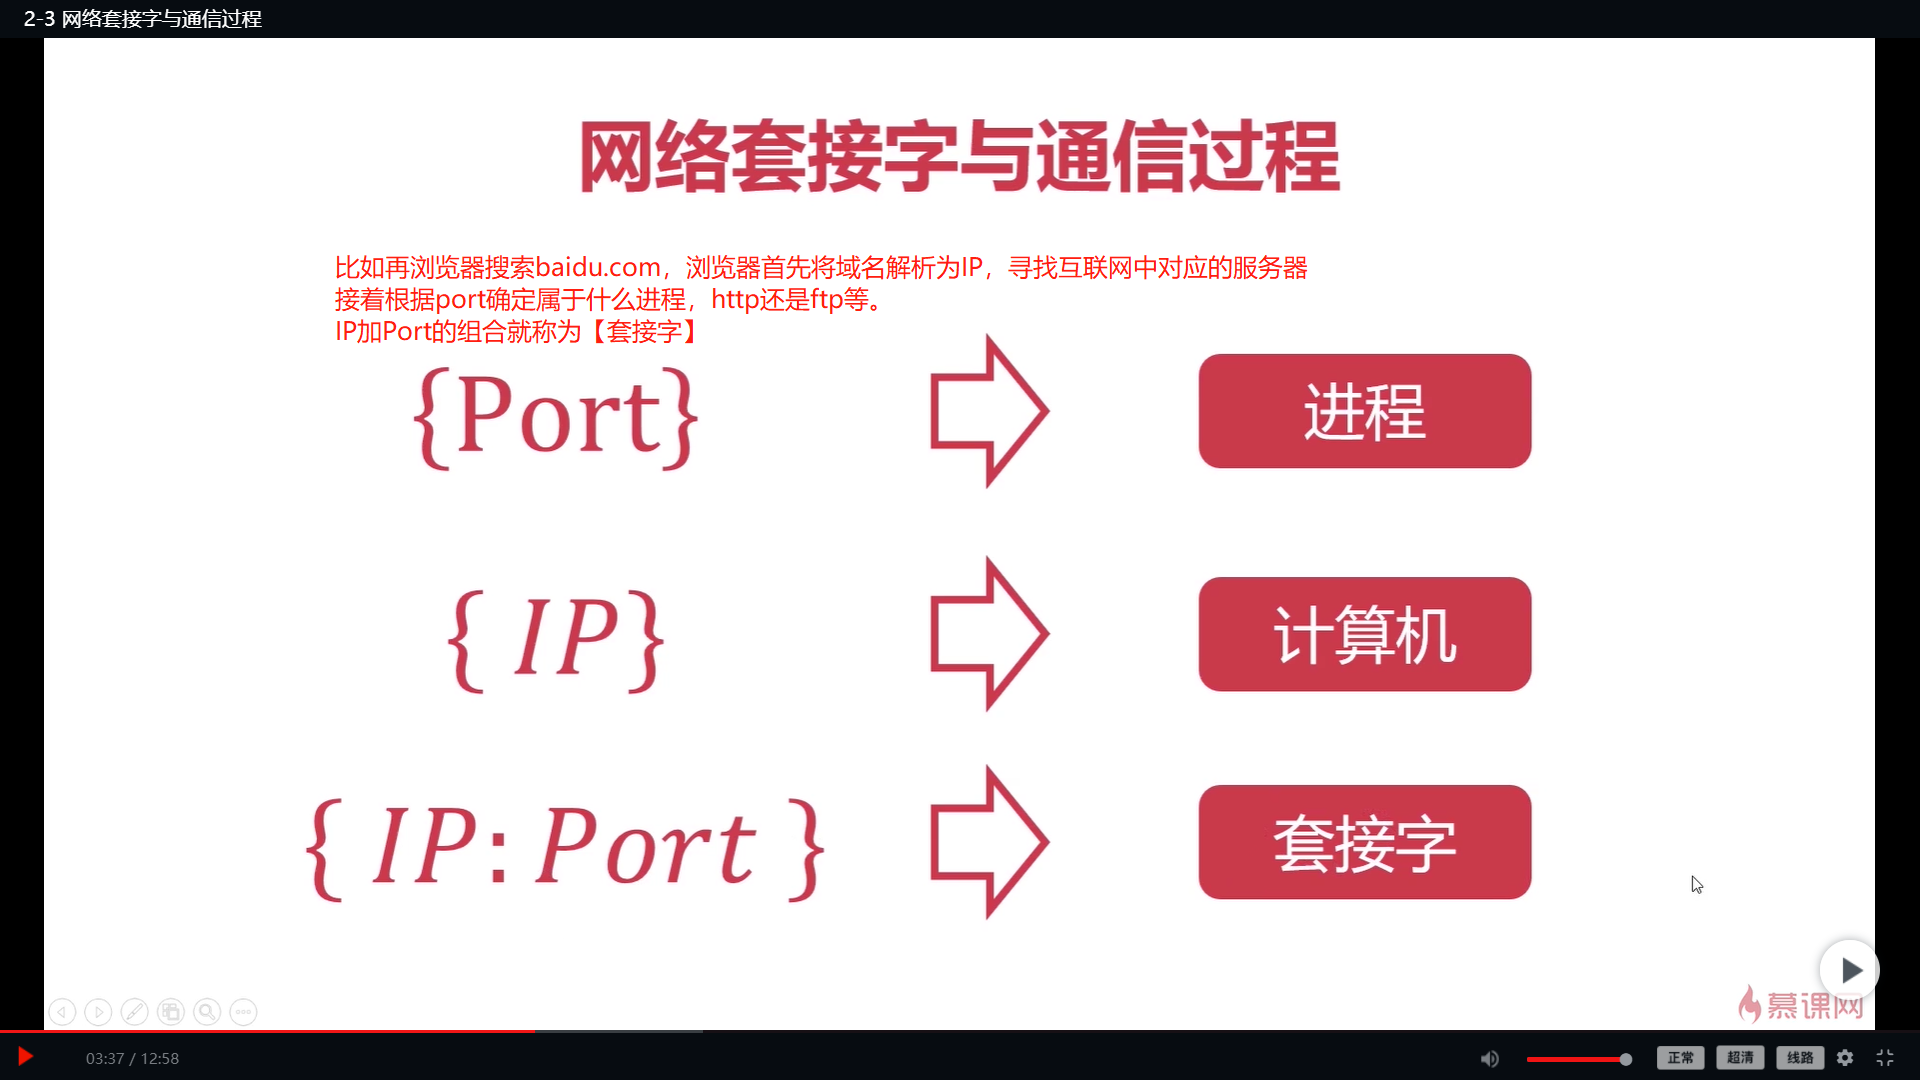 2-3 网络套接字与通信过程
网络套接字与通信过程
比如再浏览器搜索baidu.com，浏览器首先将域名解析为IP，寻找互联网中对应的服务器
接着根据port确定属于什么进程，http还是ftp等。
IP加Port的组合就称为【套接字】
{Port}
进程
{ IP}
计算机
{ IP: Port }
套接字
慕课网
03:37 / 12:58
正常
超清
线路